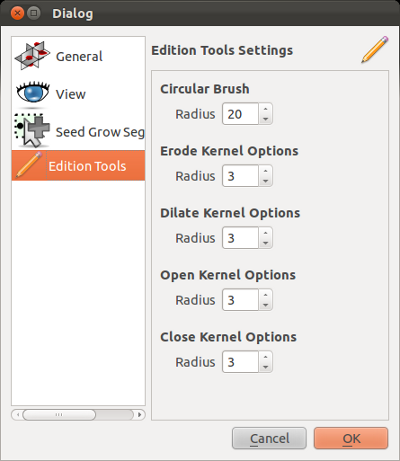 Dialog
General
View
Seed Grow Seg
Edition Tools
Edition Tools Settings
Circular Brush
Radius 20
Erode Kernel Options
Radius 3
Dilate Kernel Options
Radius 3
Open Kernel Options
Radius 3
Close Kernel Options
Radius 3
Cancel OK